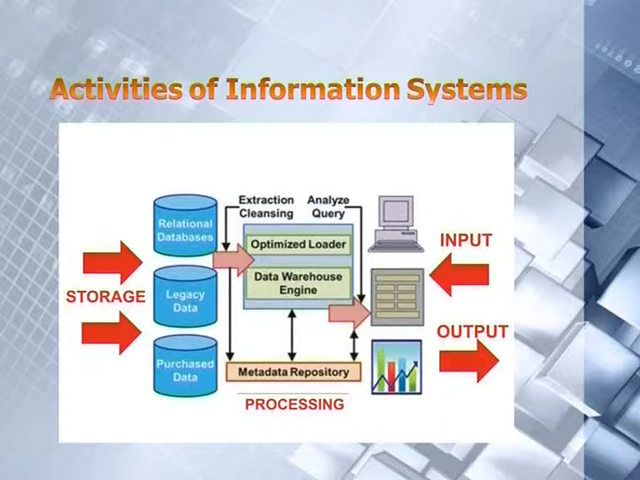 Activities of Information Systems
Extraction
Cleansing
Analyze
Query
Relational
Databases
Optimized Loader
INPUT
Data Warehouse
Engine
STORAGE
Legacy
Data
OUTPUT
Purchased
Data
Metadata Repository
PROCESSING